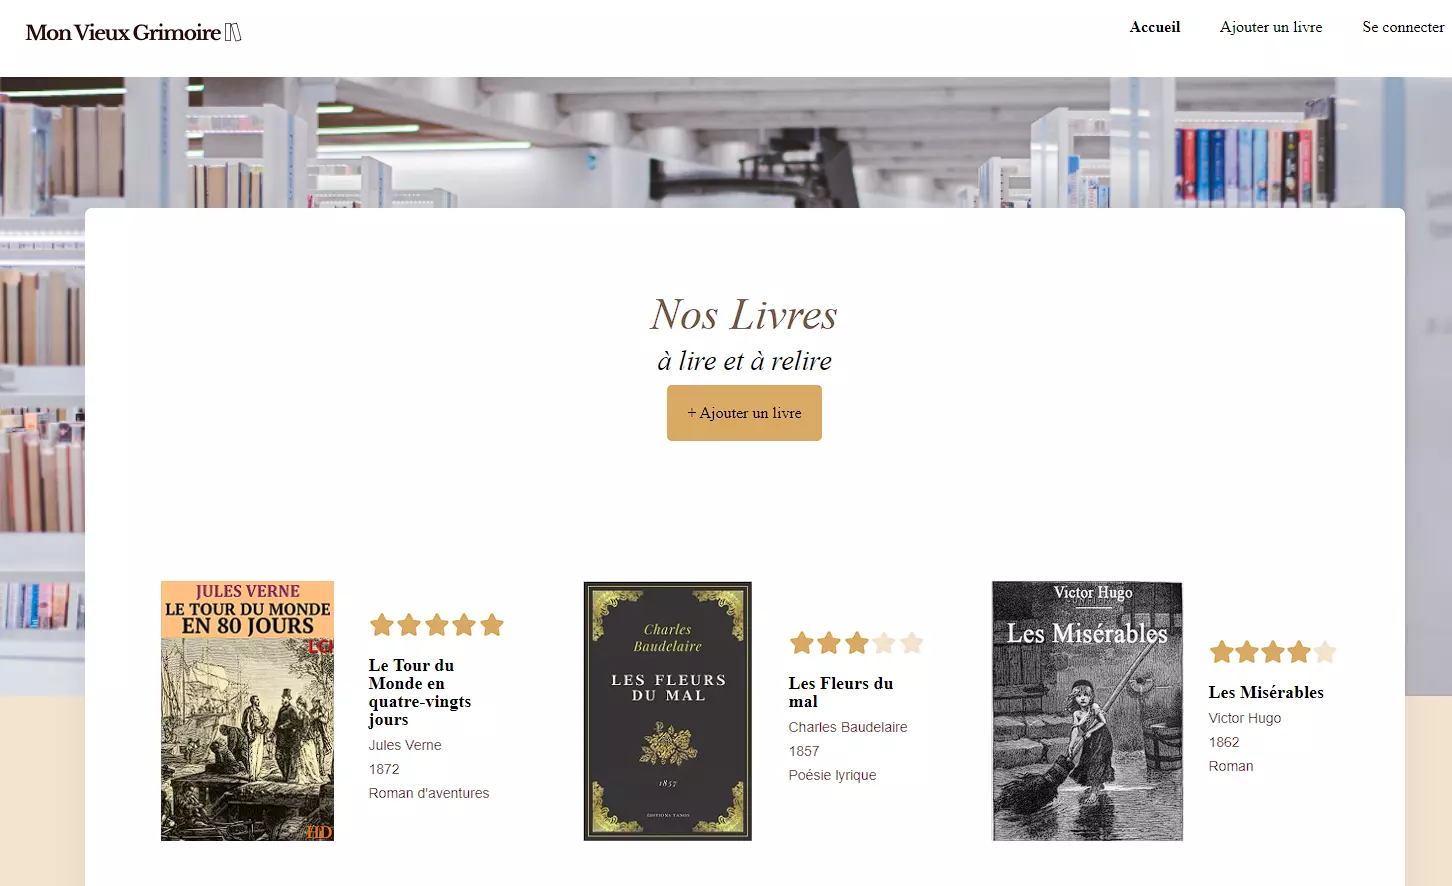 Mon Vieux Grimoire
Accueil
Ajouter un livre
Se connecter
Nos Livres
à lire et à relire
+ Ajouter un livre
JULES VERNE
LE TOUR DU MONDE
EN 80 JOURS
LCI
HD
Le Tour du
Monde en
quatre-vingts
jours
Jules Verne
1872
Roman d'aventures
Charles
Baudelaire
LES FLEURS
DU MAL
1857
EDITIONS TANOS
Les Fleurs du
mal
Charles Baudelaire
1857
Poésie lyrique
Victor Hugo
Les Misérables
Les Misérables
Victor Hugo
1862
Roman